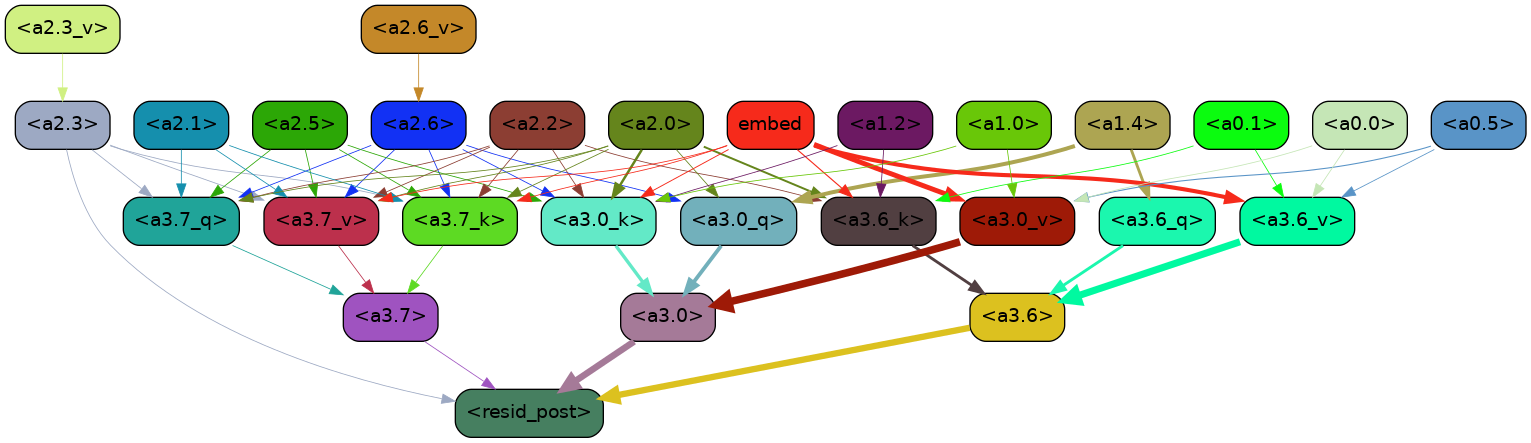 <a2.3_v> <a2.6_v>
<a2.3> <a2.1> <a2.5> <a2.6> <a2.2> <a2.0> embed <a1.2> <a1.0> <a1.4> <a0.1> <a0.0> <a0.5>
<a3.7_q> <a3.7_v> <a3.7_k> <a3.0_k> <a3.0_q> <a3.6_k> <a3.0_v> <a3.6_q> <a3.6_v>
<a3.7> <a3.0> <a3.6>
<resid_post>